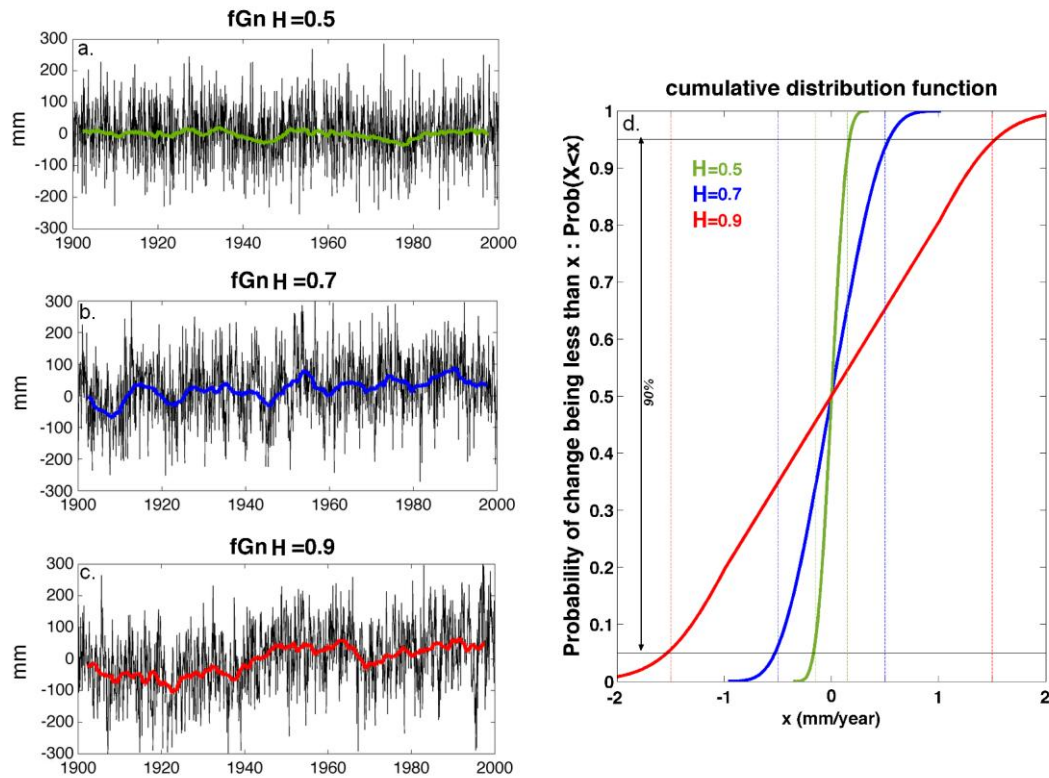 fGn H=0.5
a.
300
200
100
0
-100
-200
-300
mm
1900 1920 1940 1960 1980 2000
fGn H=0.7
b.
300
200
100
0
-100
-200
-300
mm
1900 1920 1940 1960 1980 2000
fGn H=0.9
c.
300
200
100
0
-100
-200
-300
mm
1900 1920 1940 1960 1980 2000
cumulative distribution function
d.
H=0.5
H=0.7
H=0.9
90%
Probability of change being less than x : Prob(X<x)
1
0.9
0.8
0.7
0.6
0.5
0.4
0.3
0.2
0.1
0
-2 -1 0 1 2
x (mm/year)